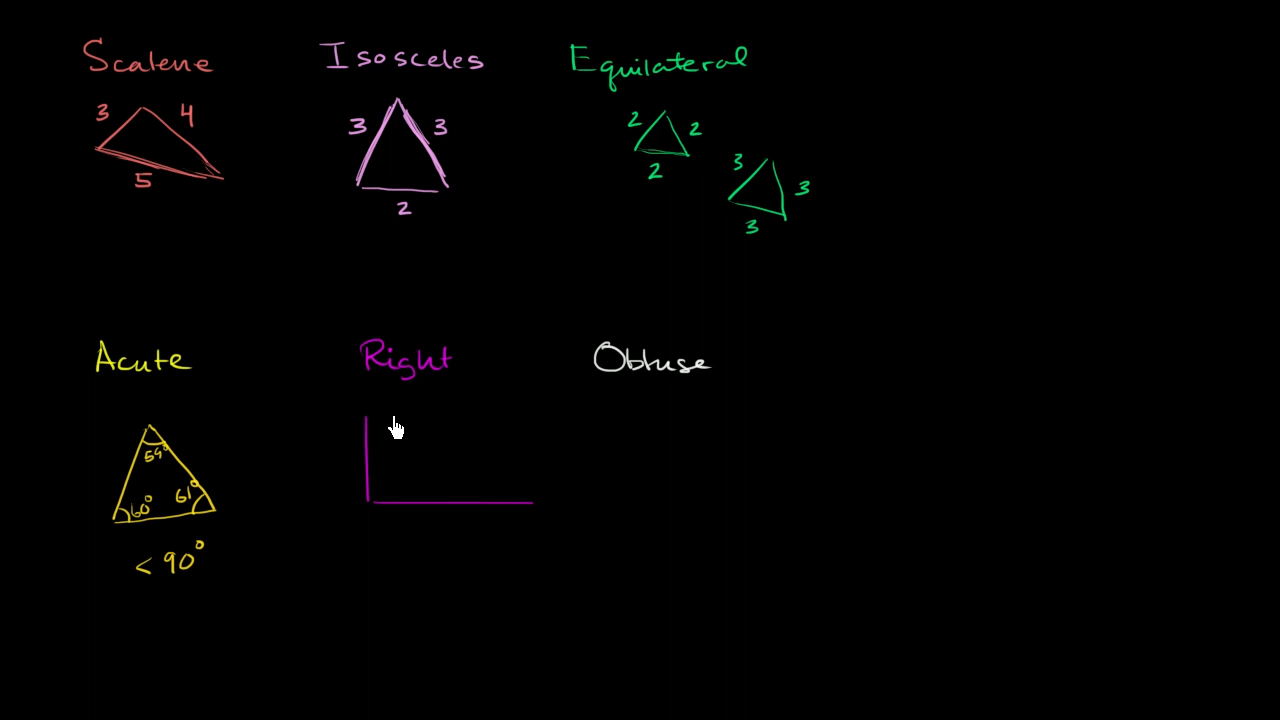 Scalene Isosceles Equilateral
3 4 3 3 2 2
5 2 2 3 3
3
Acute Right Obtuse
59°
60° 61°
< 90°